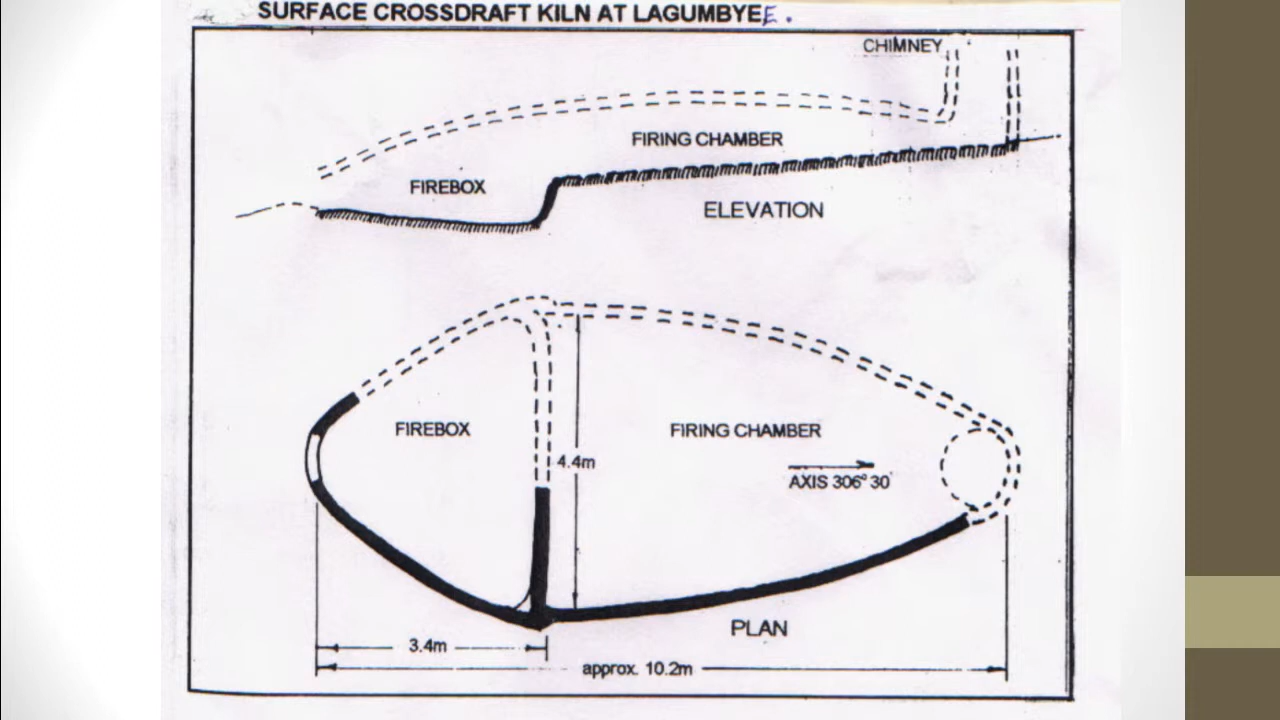 SURFACE CROSSDRAFT KILN AT LAGUMBYEE.
CHIMNEY
FIRING CHAMBER
FIREBOX
ELEVATION
FIREBOX
FIRING CHAMBER
4.4m
AXIS 306° 30'
PLAN
3.4m
approx. 10.2m